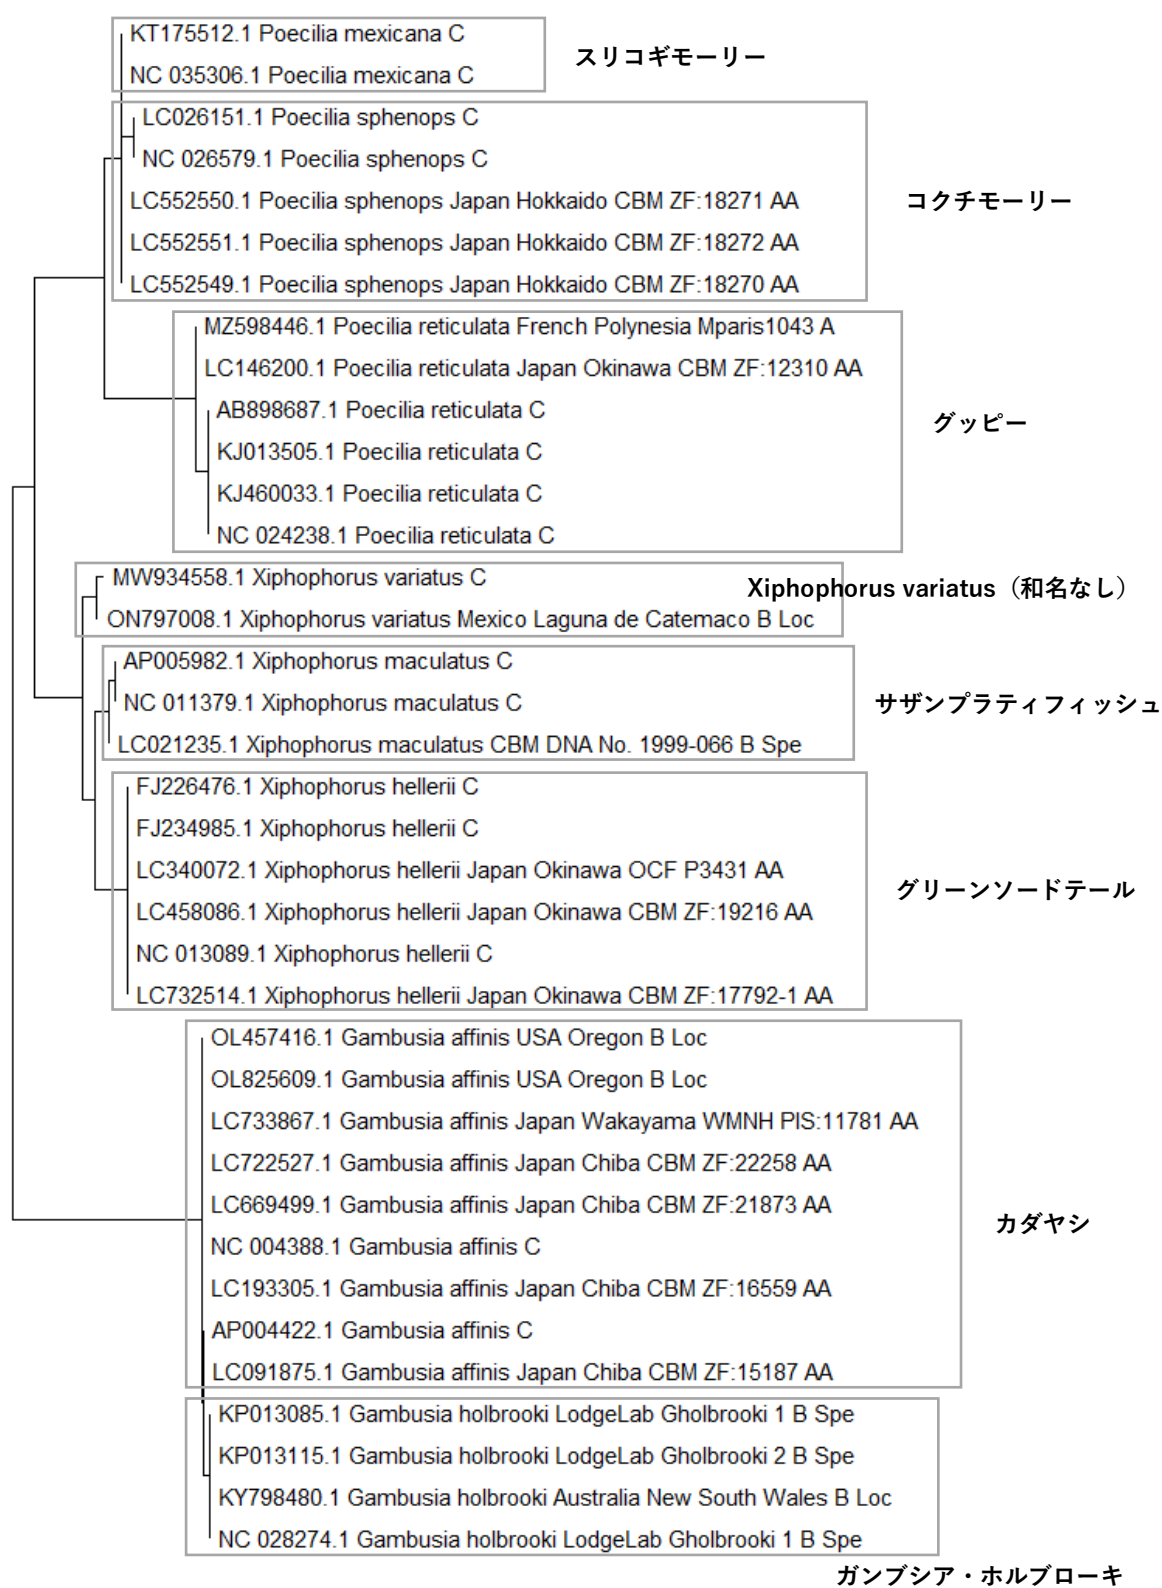 KT175512.1 Poecilia mexicana C
スリコギモーリー
NC 035306.1 Poecilia mexicana C
LC026151.1 Poecilia sphenops C
NC 026579.1 Poecilia sphenops C
LC552550.1 Poecilia sphenops Japan Hokkaido CBM ZF:18271 AA
コクチモーリー
LC552551.1 Poecilia sphenops Japan Hokkaido CBM ZF:18272 AA
LC552549.1 Poecilia sphenops Japan Hokkaido CBM ZF:18270 AA
MZ598446.1 Poecilia reticulata French Polynesia Mparis1043 A
LC146200.1 Poecilia reticulata Japan Okinawa CBM ZF:12310 AA
AB898687.1 Poecilia reticulata C
グッピー
KJ013505.1 Poecilia reticulata C
KJ460033.1 Poecilia reticulata C
NC 024238.1 Poecilia reticulata C
MW934558.1 Xiphophorus variatus C
Xiphophorus variatus（和名なし）
ON797008.1 Xiphophorus variatus Mexico Laguna de Catemaco B Loc
AP005982.1 Xiphophorus maculatus C
NC 011379.1 Xiphophorus maculatus C
サザンプラティフィッシュ
LC021235.1 Xiphophorus maculatus CBM DNA No. 1999-066 B Spe
FJ226476.1 Xiphophorus hellerii C
FJ234985.1 Xiphophorus hellerii C
LC340072.1 Xiphophorus hellerii Japan Okinawa OCF P3431 AA
グリーンソードテール
LC458086.1 Xiphophorus hellerii Japan Okinawa CBM ZF:19216 AA
NC 013089.1 Xiphophorus hellerii C
LC732514.1 Xiphophorus hellerii Japan Okinawa CBM ZF:17792-1 AA
OL457416.1 Gambusia affinis USA Oregon B Loc
OL825609.1 Gambusia affinis USA Oregon B Loc
LC733867.1 Gambusia affinis Japan Wakayama WMNH PIS:11781 AA
LC722527.1 Gambusia affinis Japan Chiba CBM ZF:22258 AA
LC669499.1 Gambusia affinis Japan Chiba CBM ZF:21873 AA
カダヤシ
NC 004388.1 Gambusia affinis C
LC193305.1 Gambusia affinis Japan Chiba CBM ZF:16559 AA
AP004422.1 Gambusia affinis C
LC091875.1 Gambusia affinis Japan Chiba CBM ZF:15187 AA
KP013085.1 Gambusia holbrooki LodgeLab Gholbrooki 1 B Spe
KP013115.1 Gambusia holbrooki LodgeLab Gholbrooki 2 B Spe
KY798480.1 Gambusia holbrooki Australia New South Wales B Loc
NC 028274.1 Gambusia holbrooki LodgeLab Gholbrooki 1 B Spe
ガンブシア・ホルブローキ